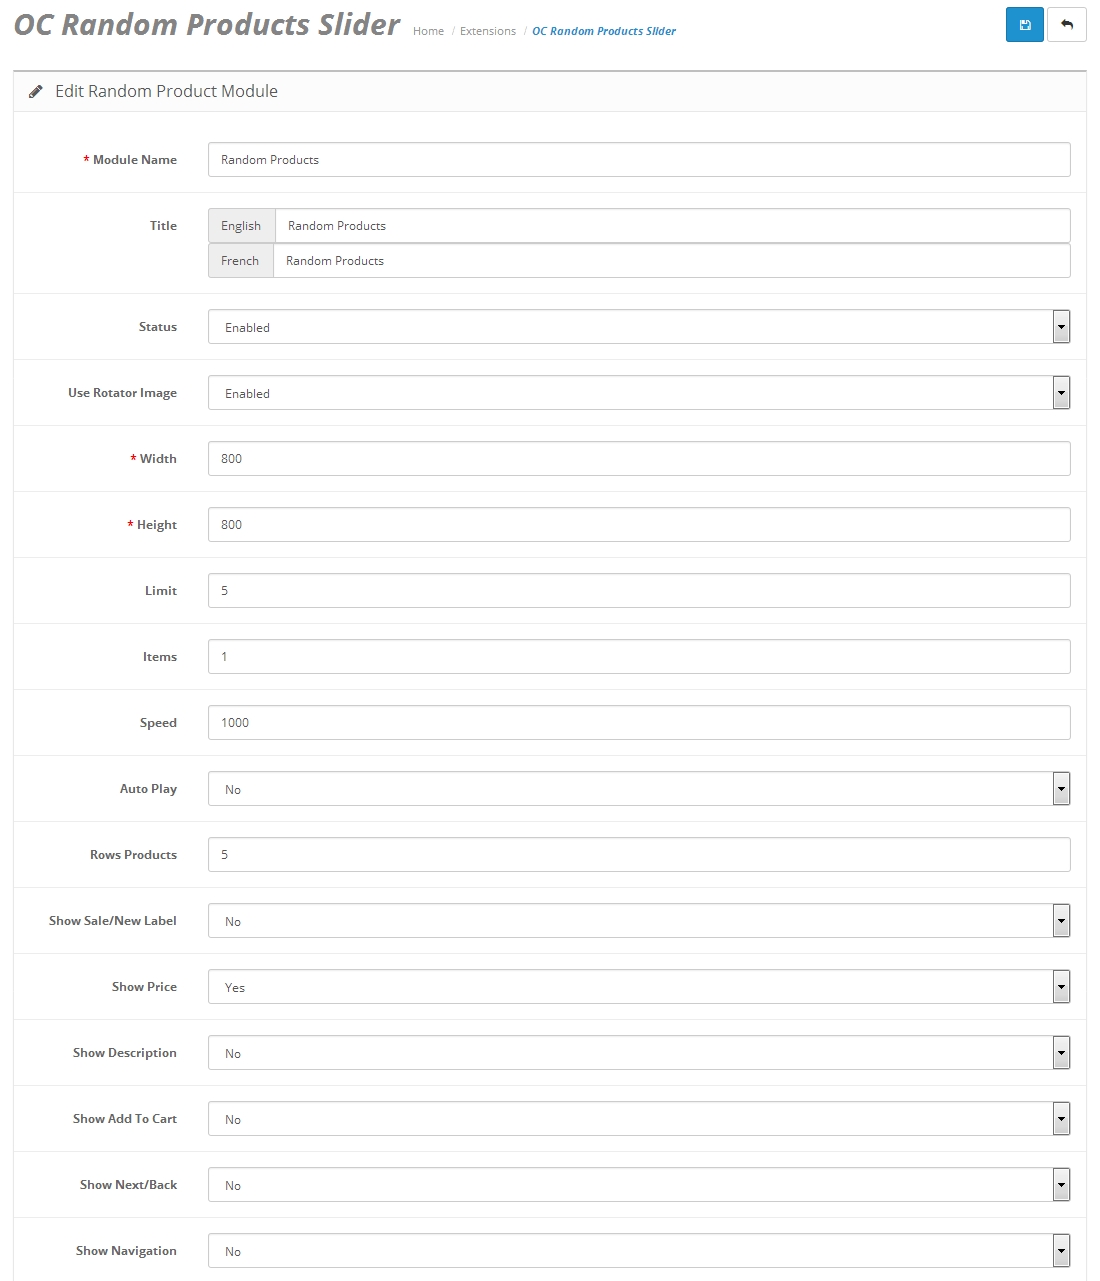 OC Random Products Slider Home / Extensions / OC Random Products Slider
Edit Random Product Module
* Module Name Random Products
Title English Random Products
French Random Products
Status Enabled
Use Rotator Image Enabled
* Width 800
* Height 800
Limit 5
Items 1
Speed 1000
Auto Play No
Rows Products 5
Show Sale/New Label No
Show Price Yes
Show Description No
Show Add To Cart No
Show Next/Back No
Show Navigation No